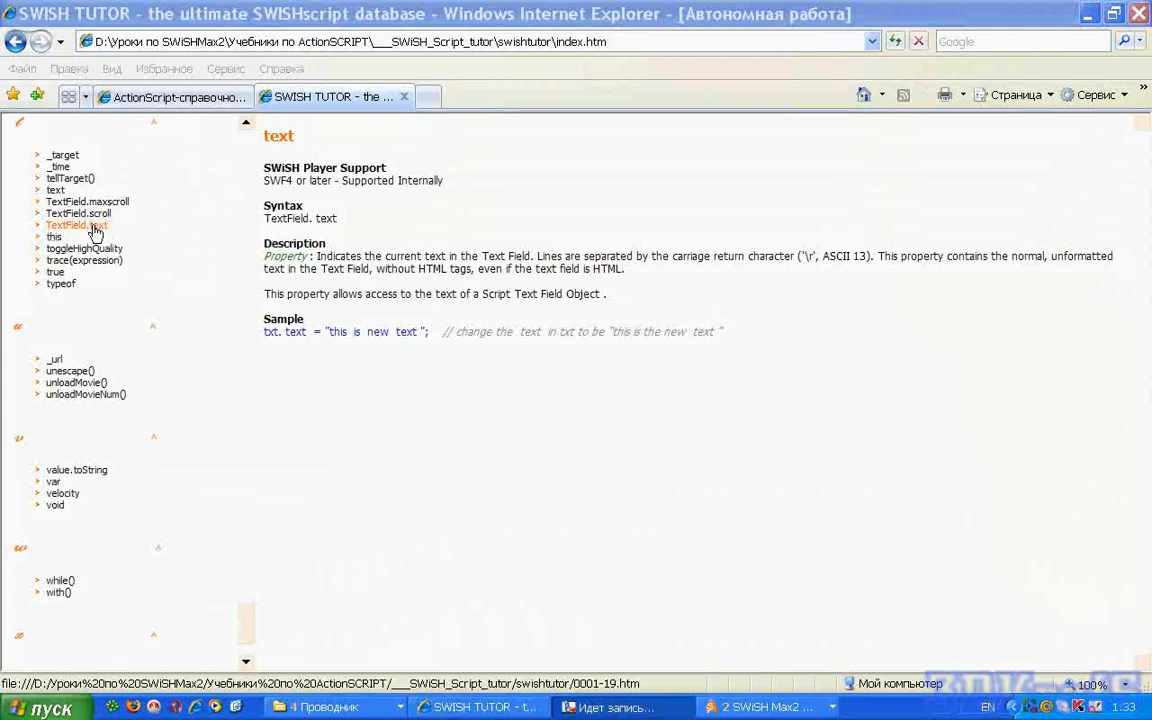 SWISH TUTOR - the ultimate SWISHscript database - Windows Internet Explorer - [Автономная работа]
D:\Уроки по SWiSHMax2\Учебники по ActionSCRIPT\___SWiSH_Script_tutor\swishtutor\index.htm
Google
Файл Правка Вид Избранное Сервис Справка
ActionScript-справочно...
SWISH TUTOR - the ...
Страница
Сервис
t ^
_target
_time
tellTarget()
text
TextField.maxscroll
TextField.scroll
TextField.text
this
toggleHighQuality
trace(expression)
true
typeof
u ^
_url
unescape()
unloadMovie()
unloadMovieNum()
v ^
value.toString
var
velocity
void
w ^
while()
with()
x ^
text
SWiSH Player Support
SWF4 or later - Supported Internally
Syntax
TextField. text
Description
Property : Indicates the current text in the Text Field. Lines are separated by the carriage return character ('\r', ASCII 13). This property contains the normal, unformatted
text in the Text Field, without HTML tags, even if the text field is HTML.
This property allows access to the text of a Script Text Field Object .
Sample
txt. text = "this is new text "; // change the text in txt to be "this is the new text "
file:///D:/Уроки%20по%20SWiSHMax2/Учебники%20по%20ActionSCRIPT/___SWiSH_Script_tutor/swishtutor/0001-19.htm
Мой компьютер
100%
пуск
4 Проводник
SWISH TUTOR - t...
Идет запись...
2 SWiSH Max2 ...
EN
1:33